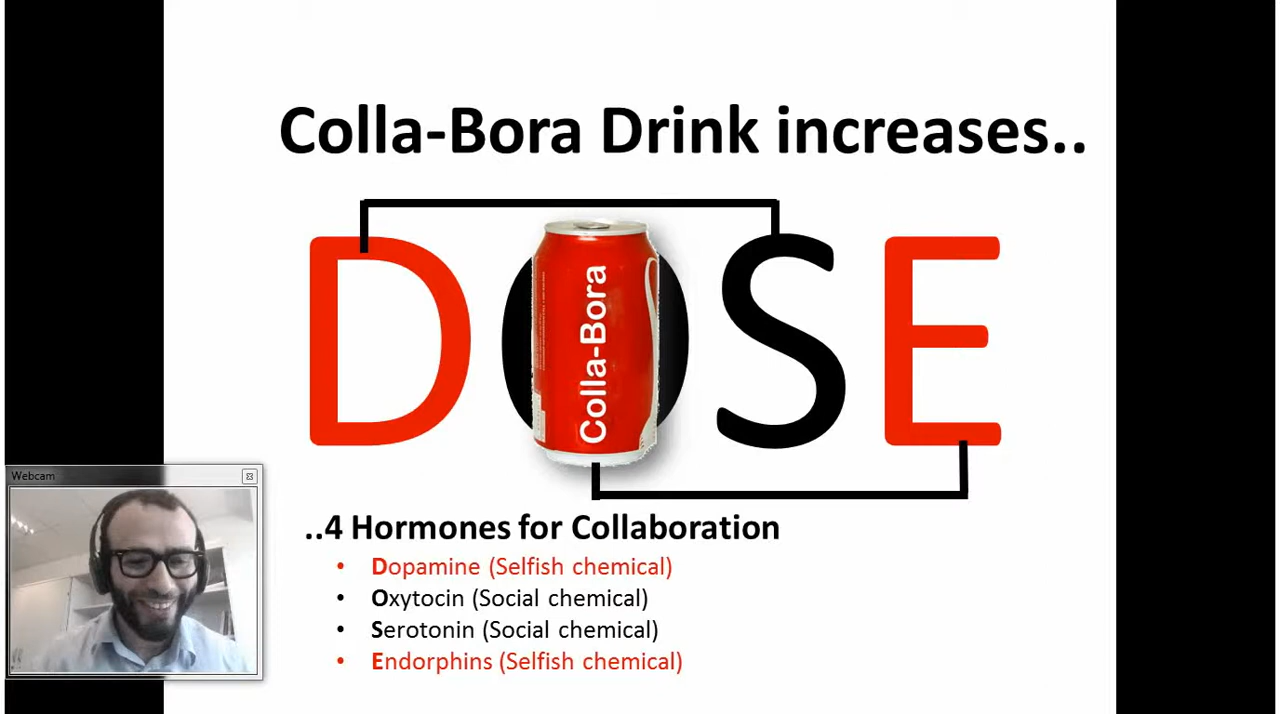 Colla-Bora Drink increases..
DOSE
Colla-Bora
..4 Hormones for Collaboration
• Dopamine (Selfish chemical)
• Oxytocin (Social chemical)
• Serotonin (Social chemical)
• Endorphins (Selfish chemical)
Webcam